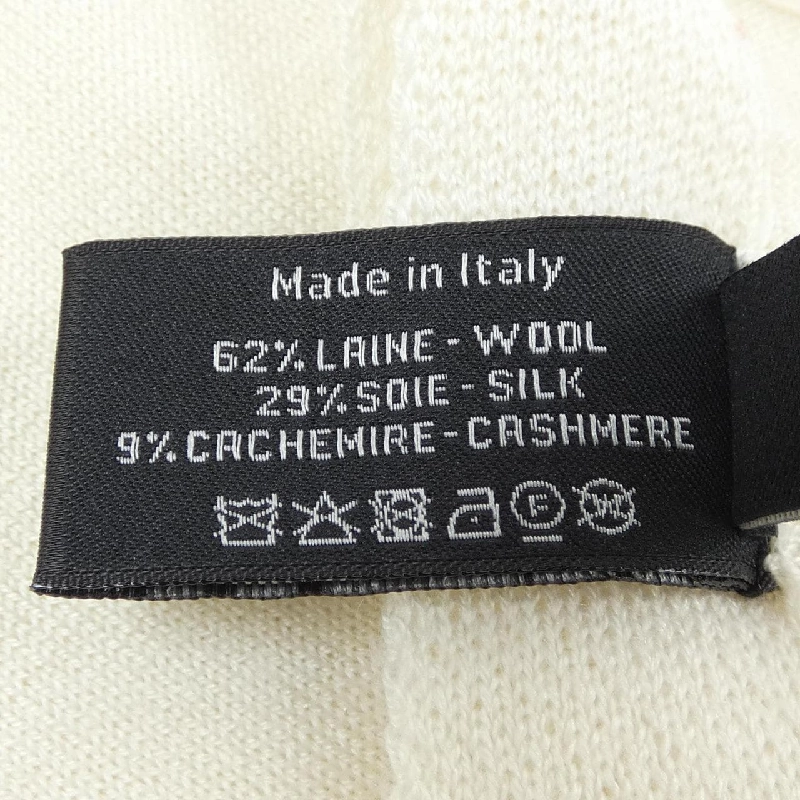 Made in Italy
62% LAINE - WOOL
29% SOIE - SILK
9% CACHEMIRE - CASHMERE
F
W